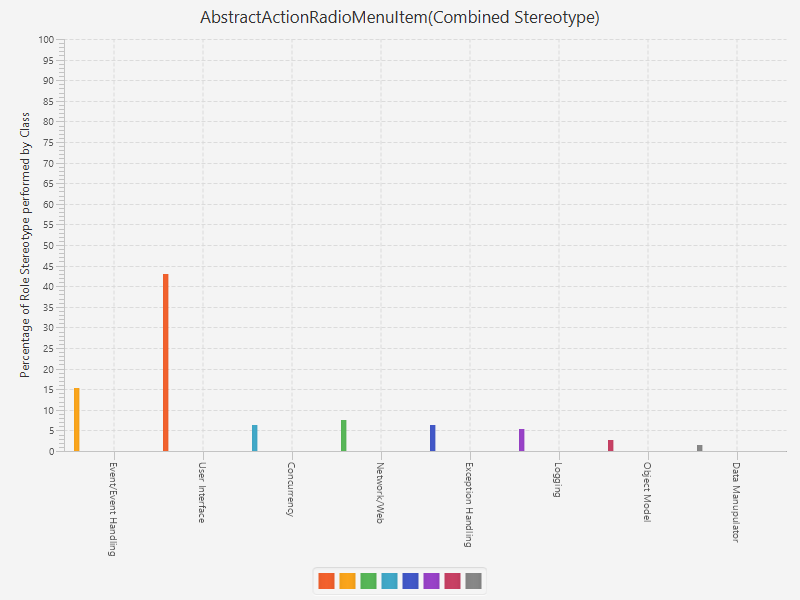 AbstractActionRadioMenuItem(Combined Stereotype)
Percentage of Role Stereotype performed by Class
100
95
90
85
80
75
70
65
60
55
50
45
40
35
30
25
20
15
10
5
0
Event/Event Handling
User Interface
Concurrency
Network/Web
Exception Handling
Logging
Object Model
Data Manupulator